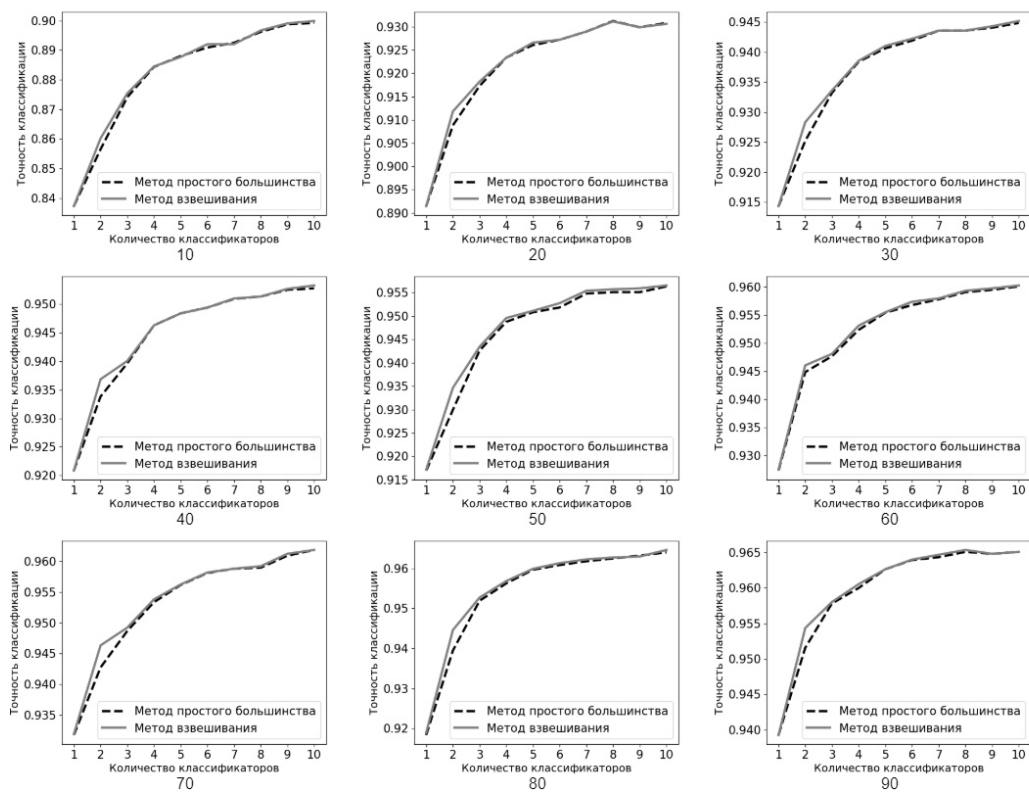 Точность классификации
0.90
0.89
0.88
0.87
0.86
0.85
0.84
Метод простого большинства
Метод взвешивания
1 2 3 4 5 6 7 8 9 10
Количество классификаторов
10
Точность классификации
0.930
0.925
0.920
0.915
0.910
0.905
0.900
0.895
0.890
Метод простого большинства
Метод взвешивания
1 2 3 4 5 6 7 8 9 10
Количество классификаторов
20
Точность классификации
0.945
0.940
0.935
0.930
0.925
0.920
0.915
Метод простого большинства
Метод взвешивания
1 2 3 4 5 6 7 8 9 10
Количество классификаторов
30
Точность классификации
0.950
0.945
0.940
0.935
0.930
0.925
0.920
Метод простого большинства
Метод взвешивания
1 2 3 4 5 6 7 8 9 10
Количество классификаторов
40
Точность классификации
0.955
0.950
0.945
0.940
0.935
0.930
0.925
0.920
0.915
Метод простого большинства
Метод взвешивания
1 2 3 4 5 6 7 8 9 10
Количество классификаторов
50
Точность классификации
0.960
0.955
0.950
0.945
0.940
0.935
0.930
Метод простого большинства
Метод взвешивания
1 2 3 4 5 6 7 8 9 10
Количество классификаторов
60
Точность классификации
0.960
0.955
0.950
0.945
0.940
0.935
Метод простого большинства
Метод взвешивания
1 2 3 4 5 6 7 8 9 10
Количество классификаторов
70
Точность классификации
0.96
0.95
0.94
0.93
0.92
Метод простого большинства
Метод взвешивания
1 2 3 4 5 6 7 8 9 10
Количество классификаторов
80
Точность классификации
0.965
0.960
0.955
0.950
0.945
0.940
Метод простого большинства
Метод взвешивания
1 2 3 4 5 6 7 8 9 10
Количество классификаторов
90